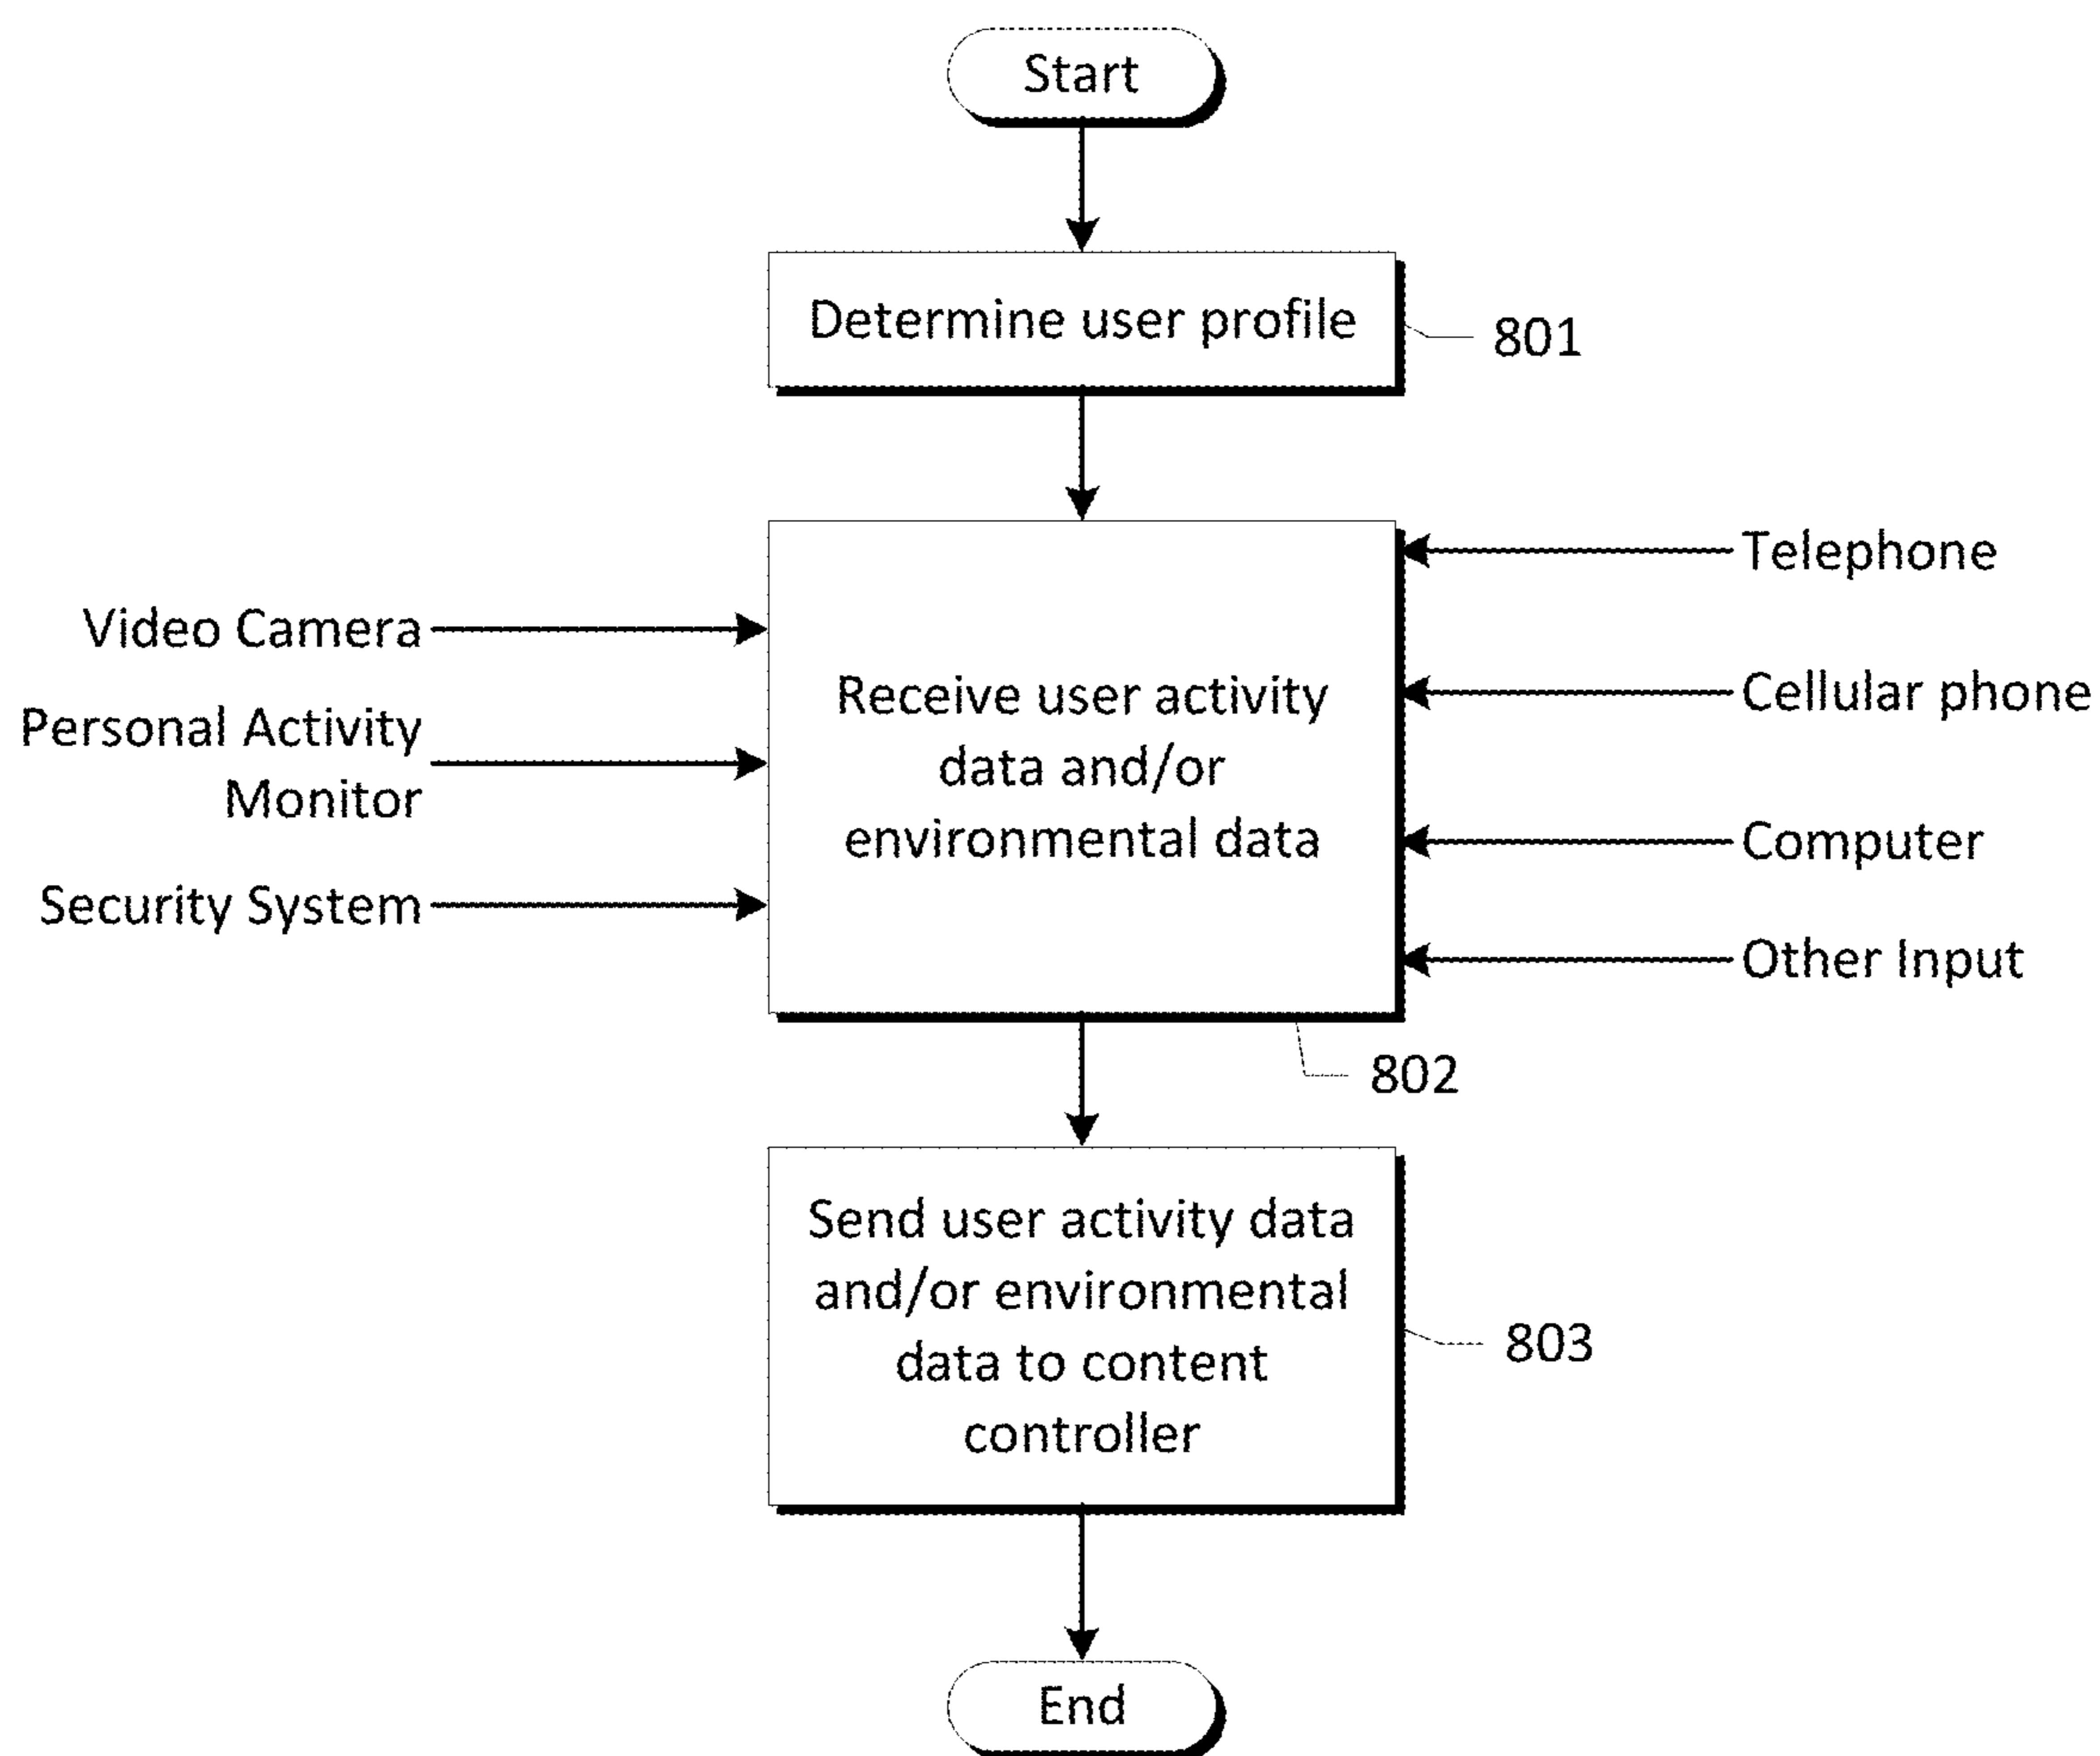 Start
Determine user profile
801
Telephone
Video Camera
Cellular phone
Personal Activity
Monitor
Receive user activity
data and/or
environmental data
Computer
Security System
Other Input
802
Send user activity data
and/or environmental
data to content
controller
803
End